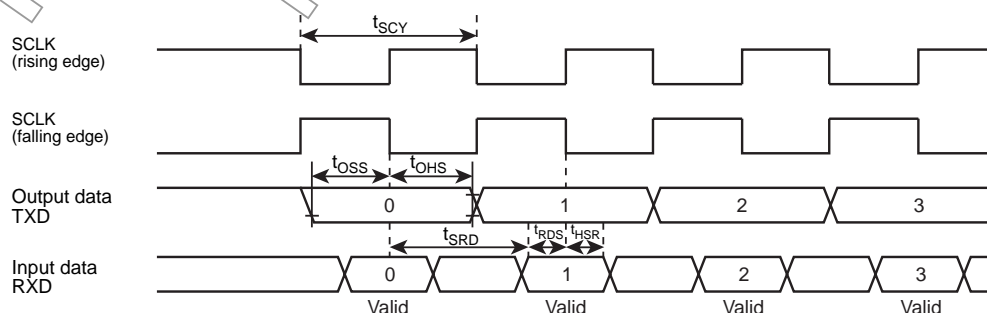 tSCY
SCLK
(rising edge)
SCLK
(falling edge)
tOSS tOHS
Output data
TXD
0 1 2 3
tSRD tRDS tHSR
Input data
RXD
0 1 2 3
Valid Valid Valid Valid